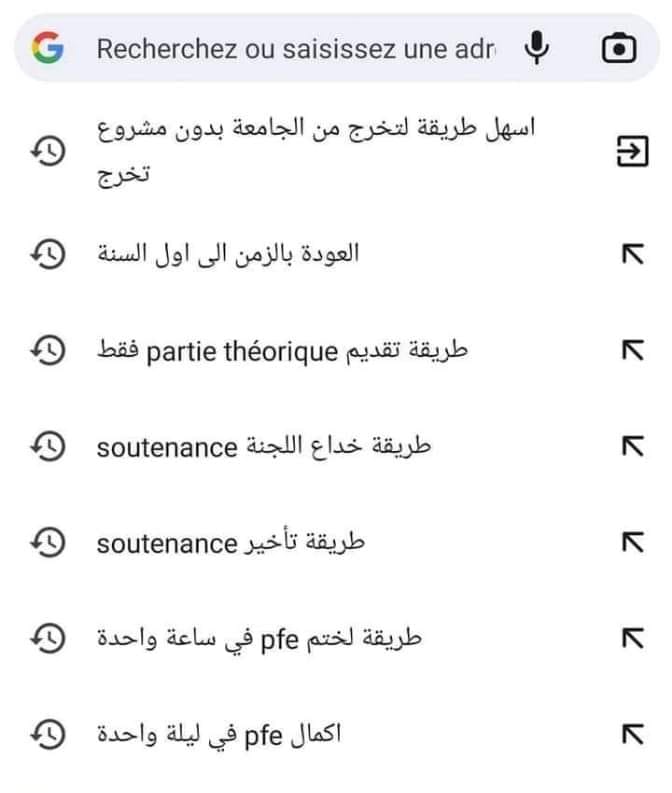 Recherchez ou saisissez une adr
اسهل طريقة لتخرج من الجامعة بدون مشروع
تخرج
العودة بالزمن الى اول السنة
طريقة تقديم partie théorique فقط
طريقة خداع اللجنة soutenance
طريقة تأخير soutenance
طريقة لختم pfe في ساعة واحدة
اكمال pfe في ليلة واحدة